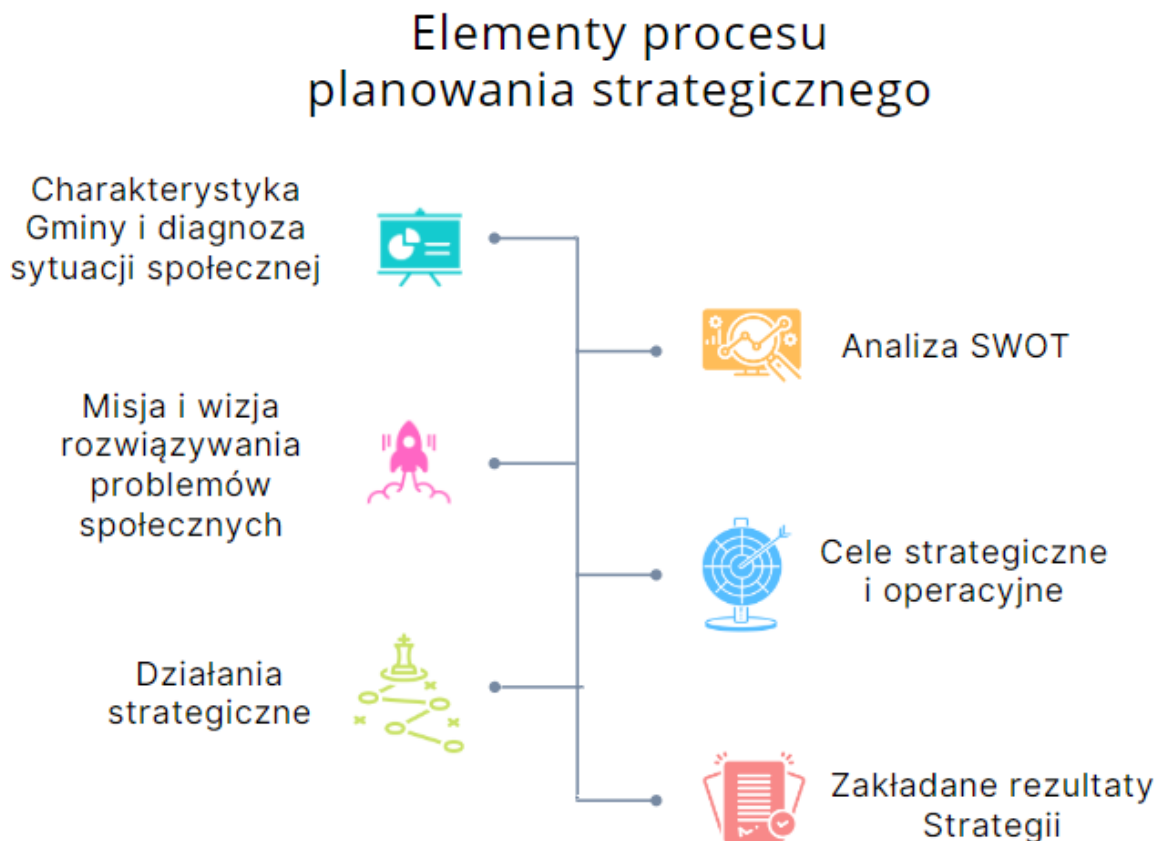 Elementy procesu
planowania strategicznego
Charakterystyka
Gminy i diagnoza
sytuacji społecznej
Analiza SWOT
Misja i wizja
rozwiązywania
problemów
społecznych
Cele strategiczne
i operacyjne
Działania
strategiczne
Zakładane rezultaty
Strategii